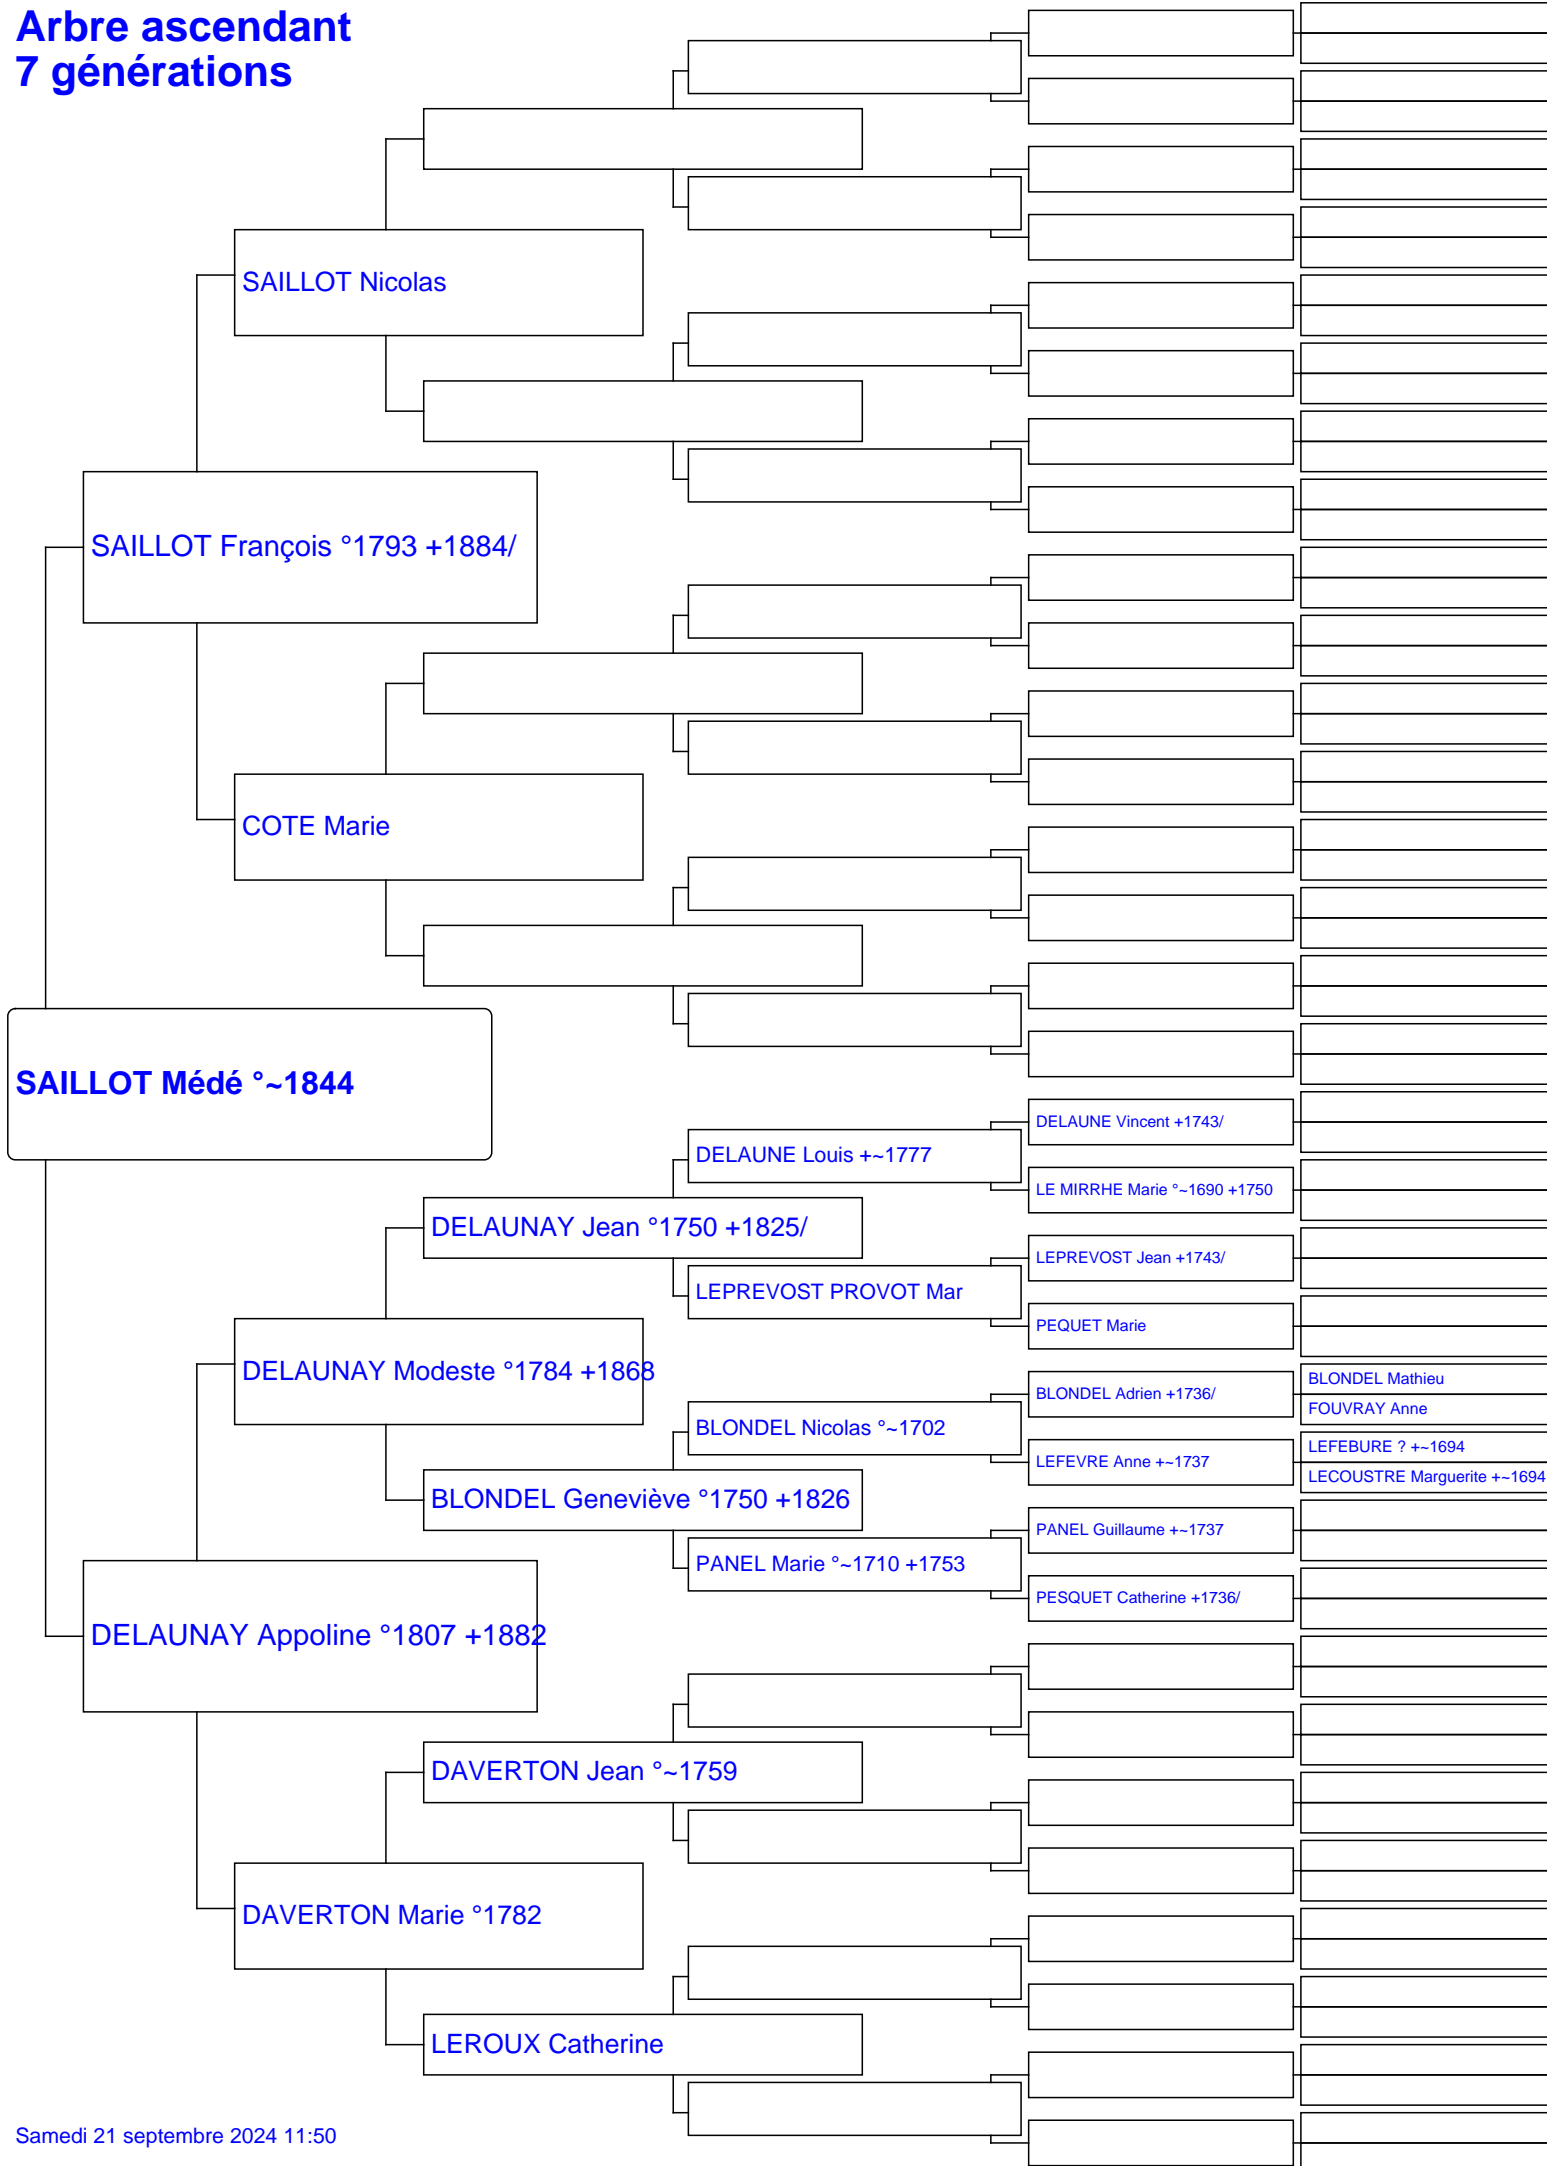 Arbre ascendant
7 générations
SAILLOT Nicolas
SAILLOT François °1793 +1884/
COTE Marie
SAILLOT Médé °~1844
DELAUNE Vincent +1743/
DELAUNE Louis +~1777
LE MIRRHE Marie °~1690 +1750
DELAUNAY Jean °1750 +1825/
LEPREVOST Jean +1743/
LEPREVOST PROVOT Mar
PEQUET Marie
DELAUNAY Modeste °1784 +1868
BLONDEL Mathieu
BLONDEL Adrien +1736/
FOUVRAY Anne
BLONDEL Nicolas °~1702
LEFEBURE ? +~1694
LEFEVRE Anne +~1737
LECOUSTRE Marguerite +~1694
BLONDEL Geneviève °1750 +1826
PANEL Guillaume +~1737
PANEL Marie °~1710 +1753
PESQUET Catherine +1736/
DELAUNAY Appoline °1807 +1882
DAVERTON Jean °~1759
DAVERTON Marie °1782
LEROUX Catherine
Samedi 21 septembre 2024 11:50